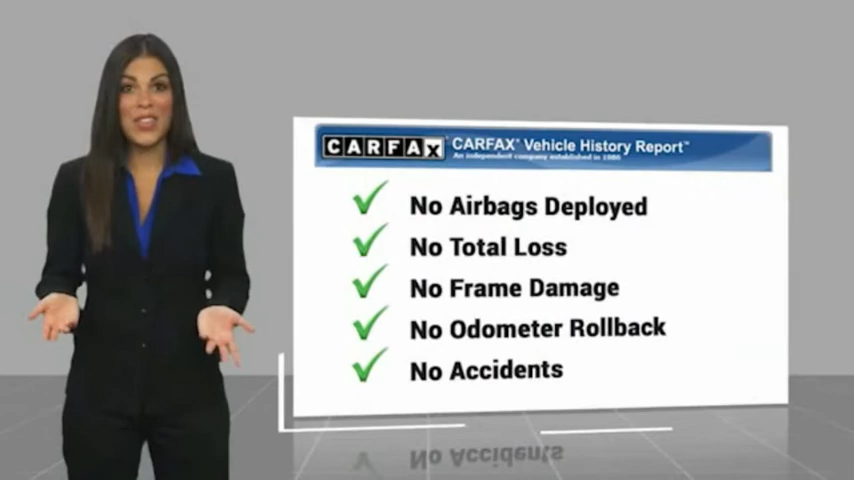 CARFAX CARFAX® Vehicle History Report™
An independent company established in 1986
No Airbags Deployed
No Total Loss
No Frame Damage
No Odometer Rollback
No Accidents
No Accidents